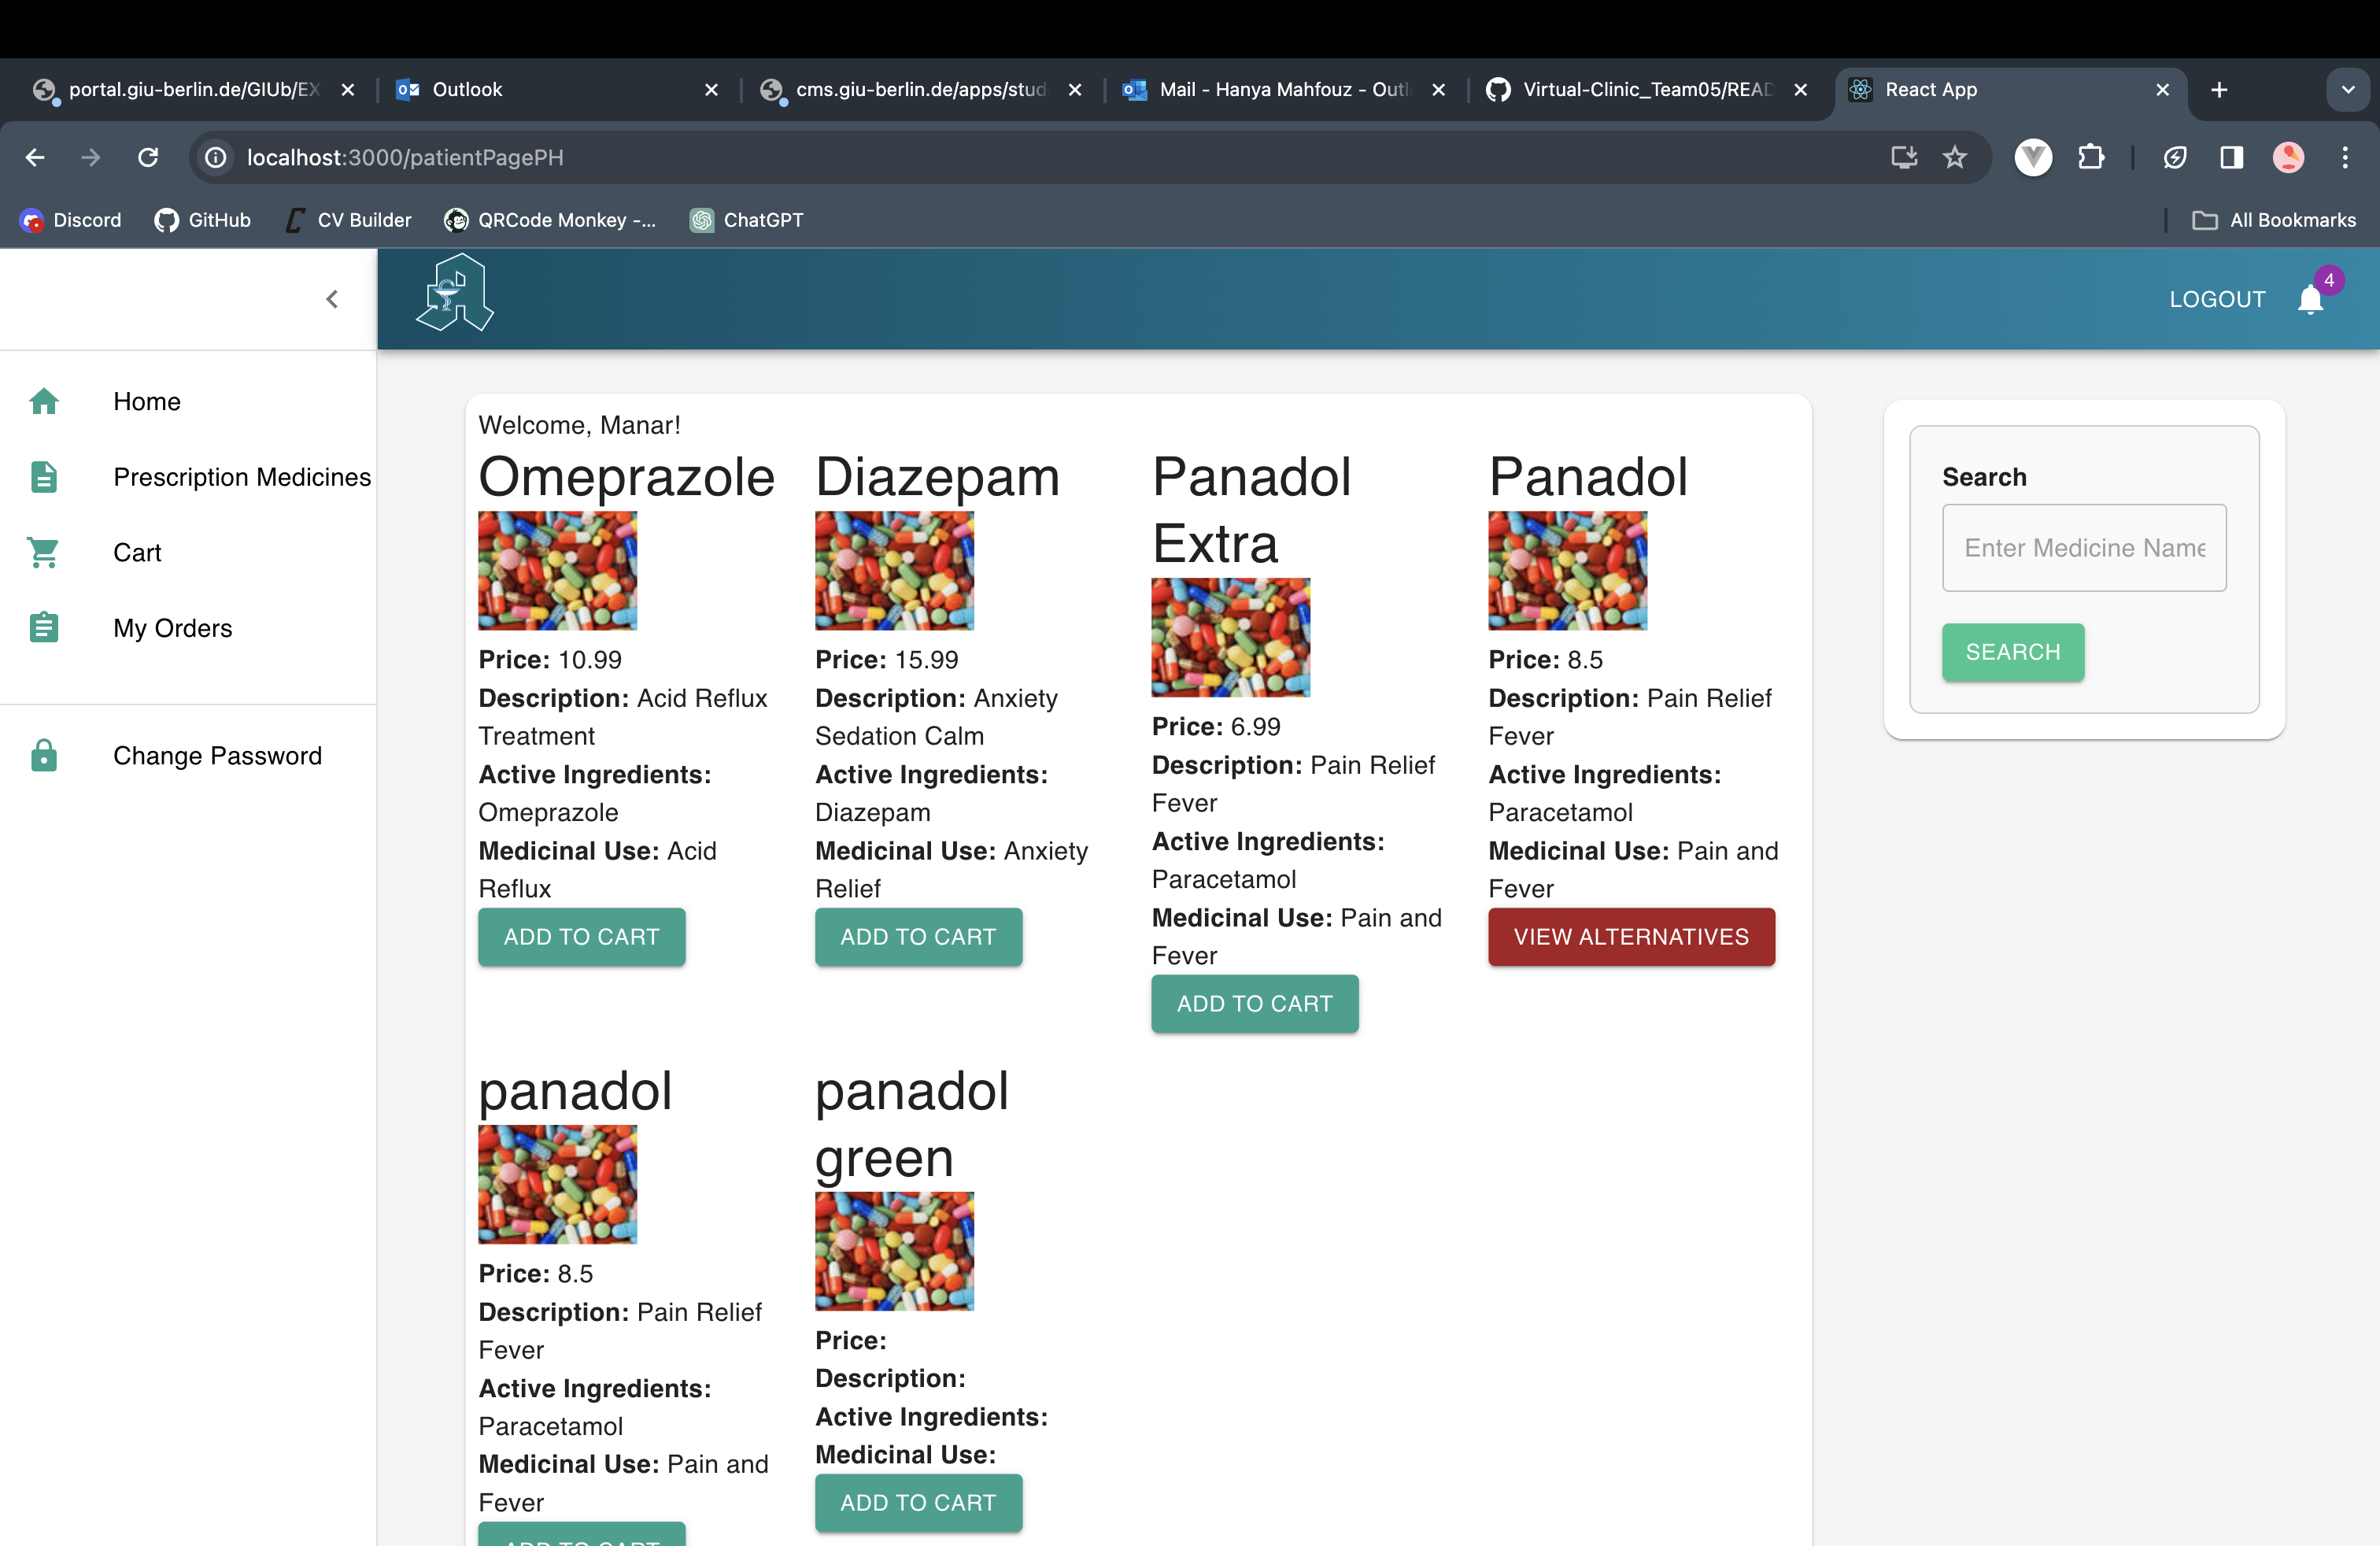 portal.giu-berlin.de/GIUb/EX
Outlook
cms.giu-berlin.de/apps/stud
Mail - Hanya Mahfouz - Outl
Virtual-Clinic_Team05/READ
React App
localhost:3000/patientPagePH
Discord
GitHub
CV Builder
QRCode Monkey -...
ChatGPT
All Bookmarks
LOGOUT
4
Home
Prescription Medicines
Cart
My Orders
Change Password
Welcome, Manar!
Omeprazole
Price: 10.99
Description: Acid Reflux
Treatment
Active Ingredients:
Omeprazole
Medicinal Use: Acid
Reflux
ADD TO CART
Diazepam
Price: 15.99
Description: Anxiety
Sedation Calm
Active Ingredients:
Diazepam
Medicinal Use: Anxiety
Relief
ADD TO CART
Panadol
Extra
Price: 6.99
Description: Pain Relief
Fever
Active Ingredients:
Paracetamol
Medicinal Use: Pain and
Fever
ADD TO CART
Panadol
Price: 8.5
Description: Pain Relief
Fever
Active Ingredients:
Paracetamol
Medicinal Use: Pain and
Fever
VIEW ALTERNATIVES
panadol
Price: 8.5
Description: Pain Relief
Fever
Active Ingredients:
Paracetamol
Medicinal Use: Pain and
Fever
ADD TO CART
panadol
green
Price:
Description:
Active Ingredients:
Medicinal Use:
ADD TO CART
Search
Enter Medicine Name
SEARCH